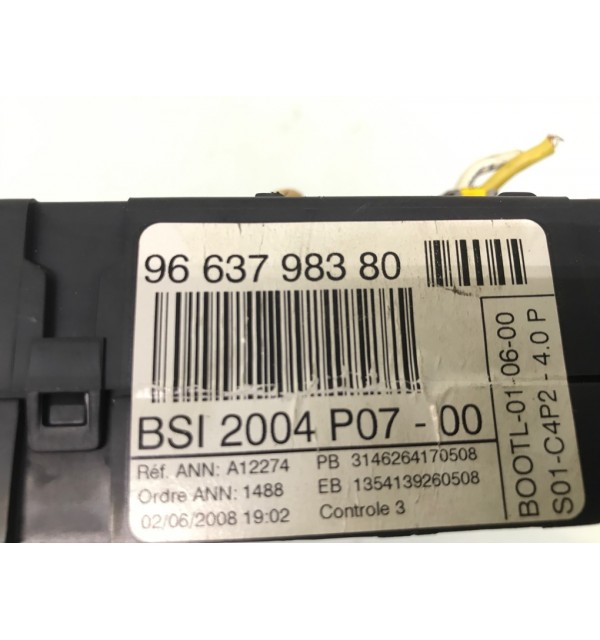 96 637 983 80
BSI 2004 P07 - 00
Réf. ANN: A12274 PB 3146264170508
Ordre ANN: 1488 EB 1354139260508
02/06/2008 19:02 Controle 3
BOOTL-01-06-00
S01-C4P2 -4.0 P